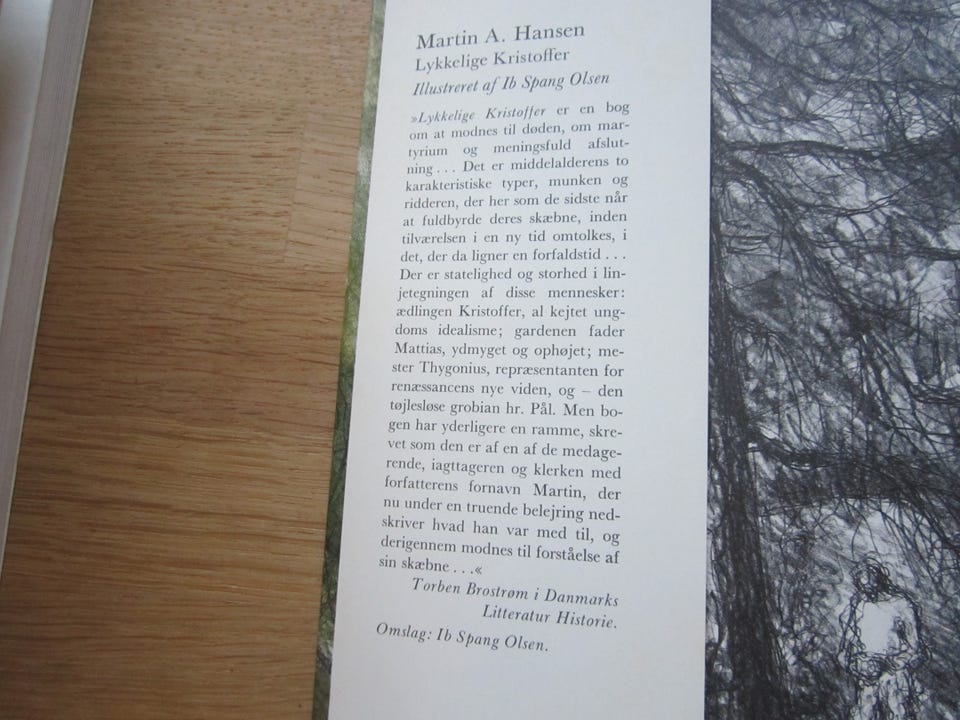 Martin A. Hansen
Lykkelige Kristoffer
Illustreret af Ib Spang Olsen
»Lykkelige Kristoffer er en bog
om at modnes til døden, om mar-
tyrium og meningsfuld afslut-
ning . . . Det er middelalderens to
karakteristiske typer, munken og
ridderen, der her som de sidste når
at fuldbyrde deres skæbne, inden
tilværelsen i en ny tid omtolkes, i
det, der da ligner en forfaldstid . . .
Der er statelighed og storhed i lin-
jetegningen af disse mennesker:
ædlingen Kristoffer, al kejtet ung-
doms idealisme; gardenen fader
Mattias, ydmyget og ophøjet; me-
ster Thygonius, repræsentanten for
renæssancens nye viden, og – den
tøjlesløse grobian hr. Pål. Men bo-
gen har yderligere en ramme, skre-
vet som den er af en af de medage-
rende, iagttageren og klerken med
forfatterens fornavn Martin, der
nu under en truende belejring ned-
skriver hvad han var med til, og
derigennem modnes til forståelse af
sin skæbne . . .«
Torben Brostrøm i Danmarks
Litteratur Historie.
Omslag: Ib Spang Olsen.